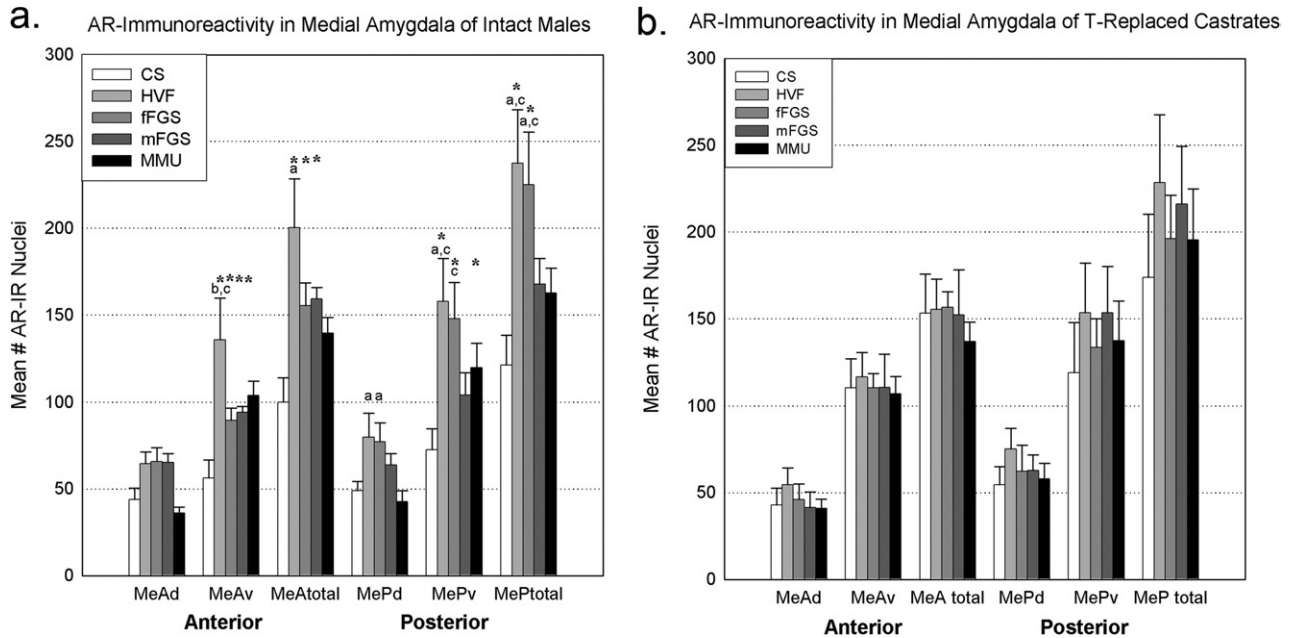 a.
AR-Immunoreactivity in Medial Amygdala of Intact Males
Mean # AR-IR Nuclei
300
250
200
150
100
50
0
CS
HVF
fFGS
mFGS
MMU
****
b,c
****
a
a a
*
a,c
*
c
*
*
a,c
*
a,c
MeAd MeAv MeAtotal MePd MePv MePtotal
Anterior Posterior
b.
AR-Immunoreactivity in Medial Amygdala of T-Replaced Castrates
Mean # AR-IR Nuclei
300
250
200
150
100
50
0
CS
HVF
fFGS
mFGS
MMU
MeAd MeAv MeA total MePd MePv MeP total
Anterior Posterior